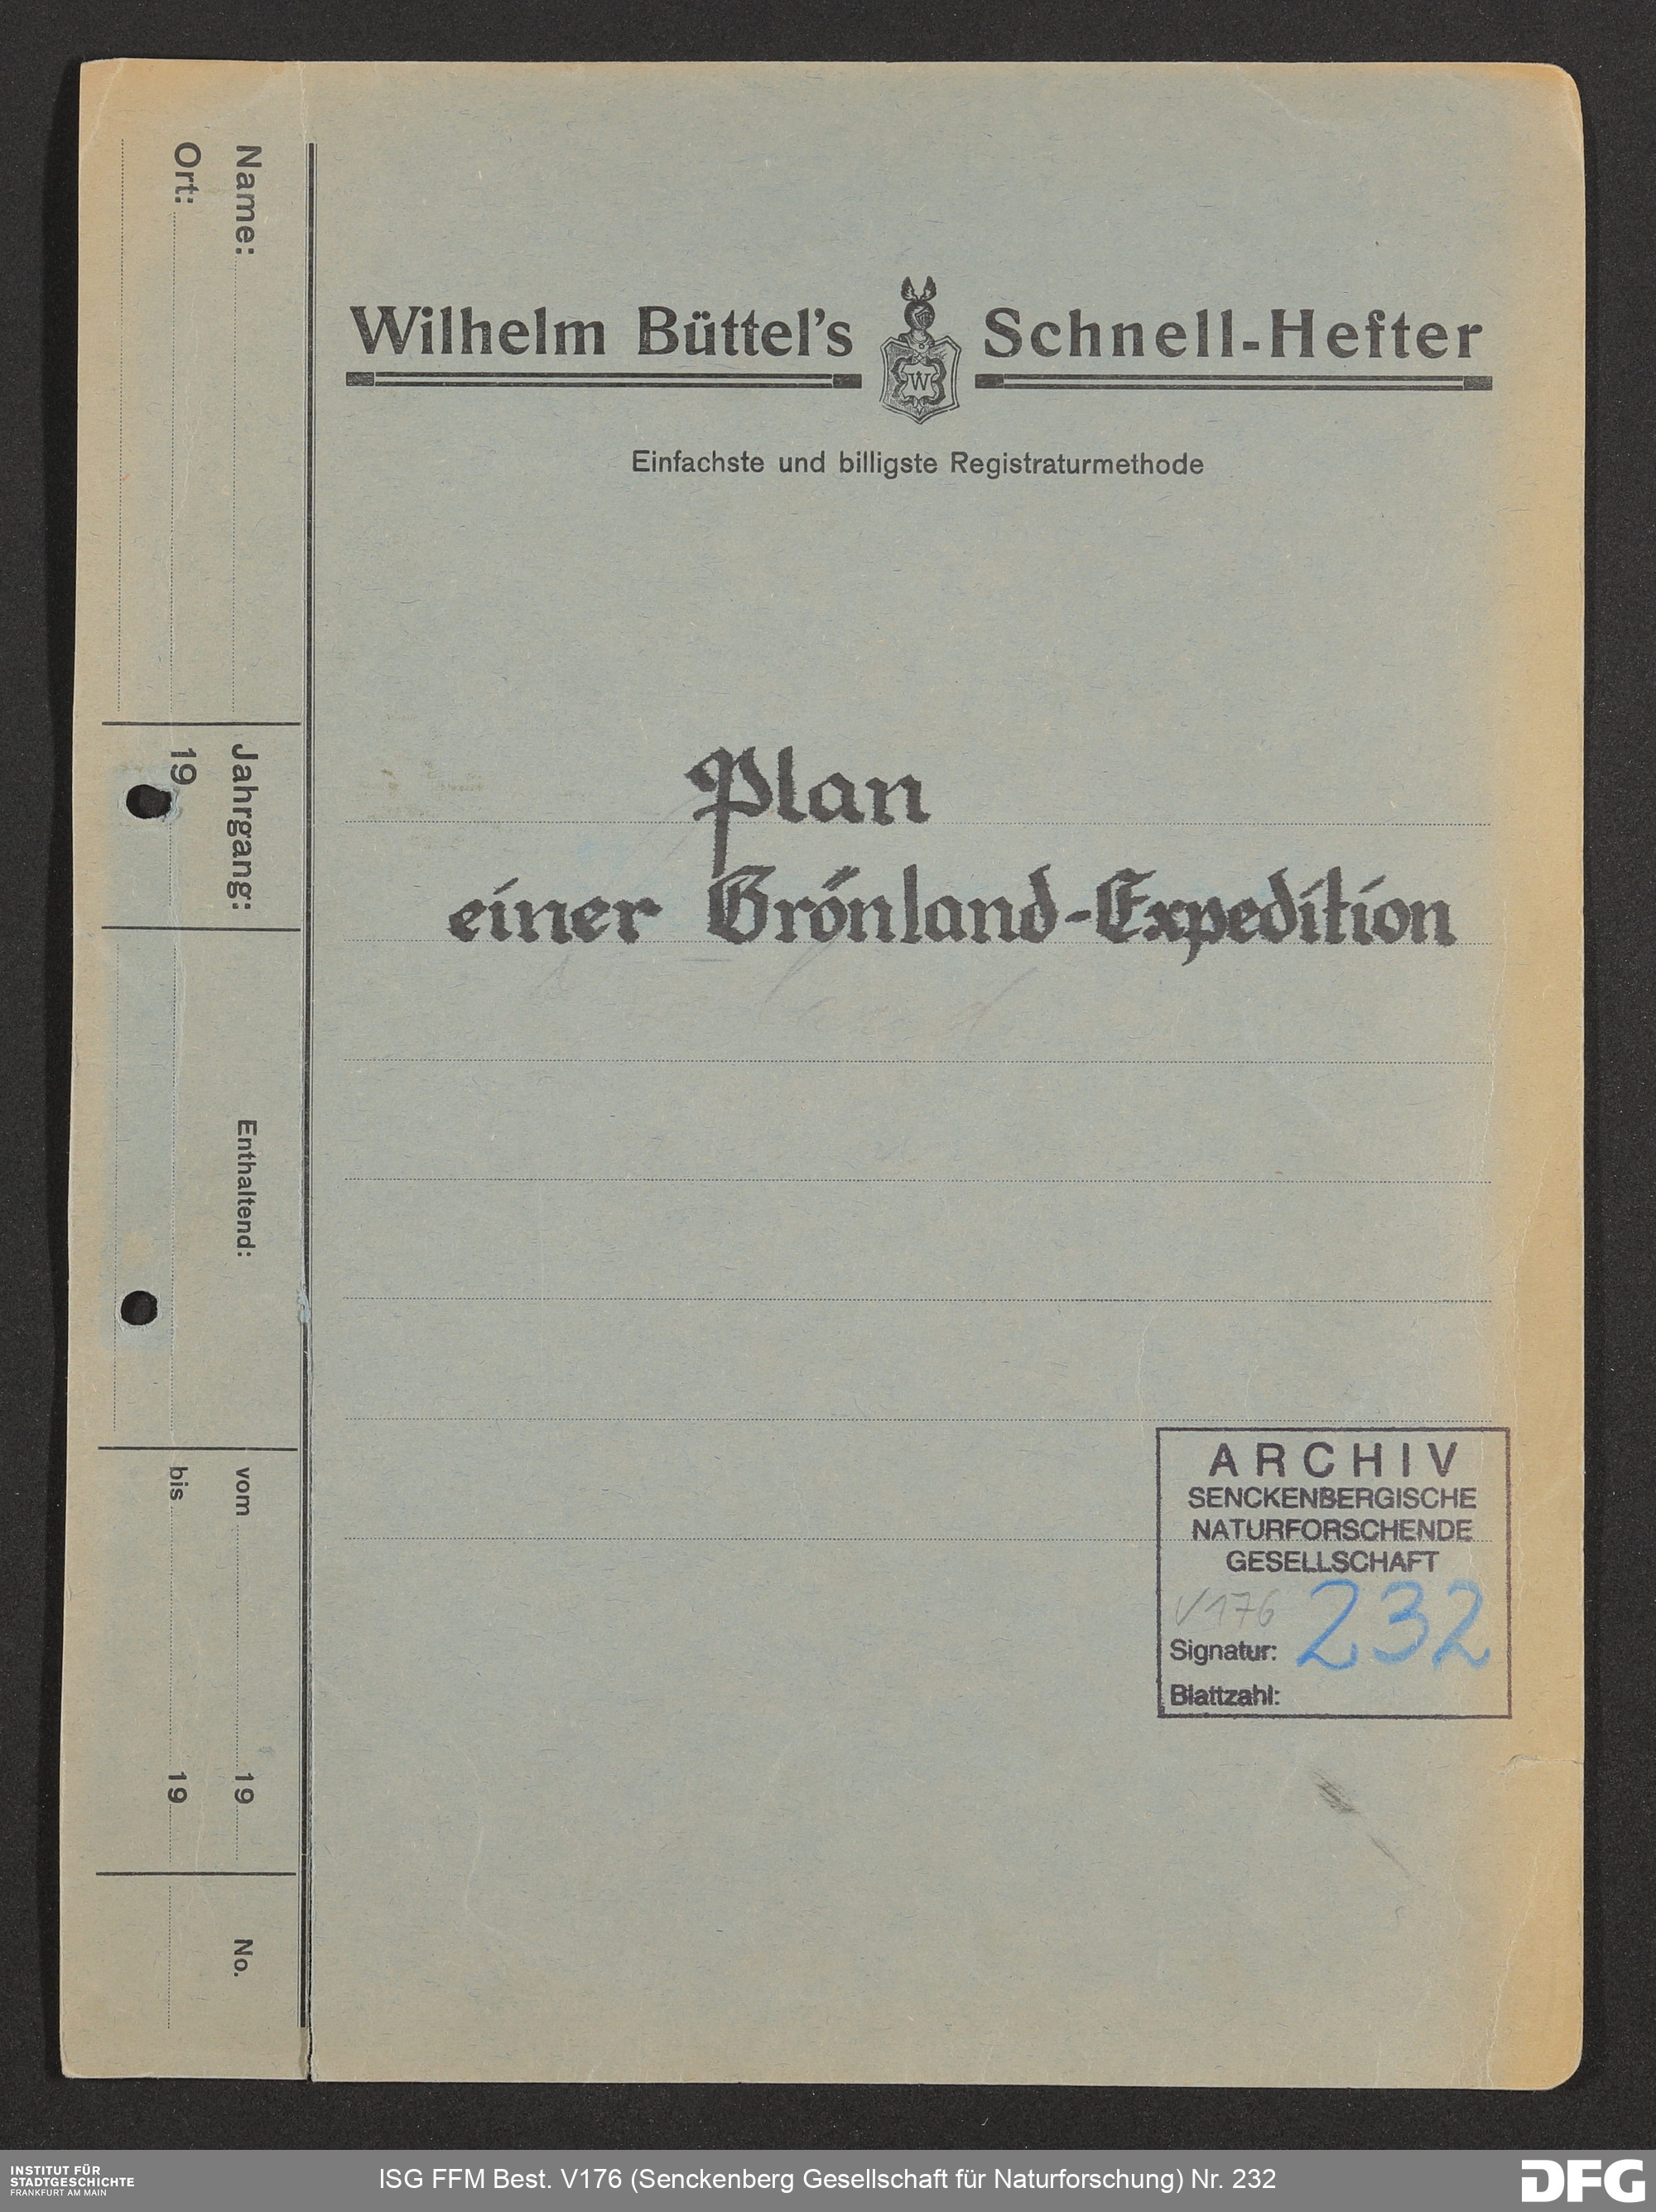 Name:
Ort:
Jahrgang:
19
Enthaltend:
vom 19
bis 19
No.
Wilhelm Büttel's W Schnell-Hefter
Einfachste und billigste Registraturmethode
Plan
einer Grönland-Expedition
ARCHIV
SENCKENBERGISCHE
NATURFORSCHENDE
GESELLSCHAFT
V176
Signatur: 232
Blattzahl:
INSTITUT FÜR
STADTGESCHICHTE
FRANKFURT AM MAIN
ISG FFM Best. V176 (Senckenberg Gesellschaft für Naturforschung) Nr. 232
DFG